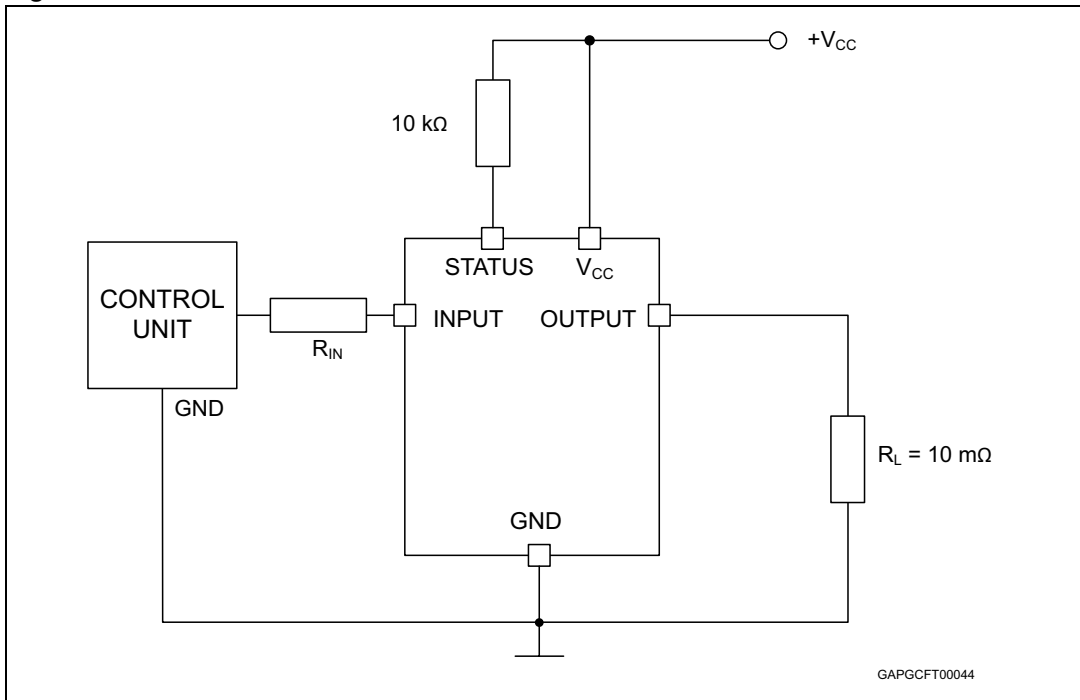 +VCC
10 kΩ
STATUS
VCC
CONTROL
UNIT
INPUT
OUTPUT
RIN
GND
RL = 10 mΩ
GND
GAPGCFT00044